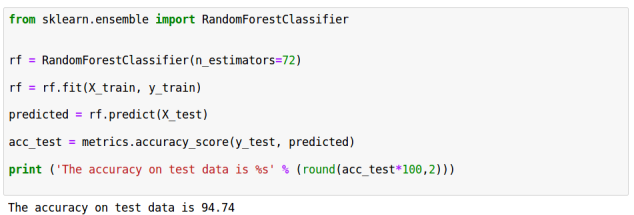 from sklearn.ensemble import RandomForestClassifier
rf = RandomForestClassifier(n_estimators=72)
rf = rf.fit(X_train, y_train)
predicted = rf.predict(X_test)
acc_test = metrics.accuracy_score(y_test, predicted)
print ('The accuracy on test data is %s' % (round(acc_test*100,2)))
The accuracy on test data is 94.74